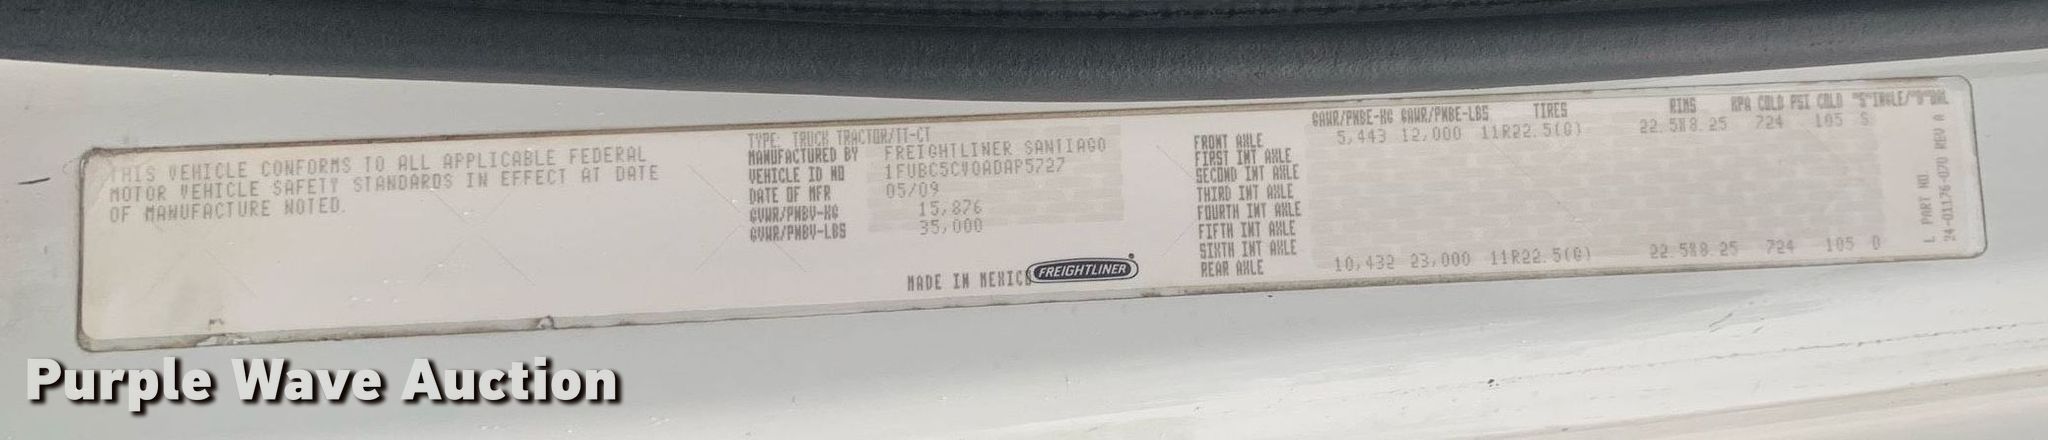 THIS VEHICLE CONFORMS TO ALL APPLICABLE FEDERAL
MOTOR VEHICLE SAFETY STANDARDS IN EFFECT AT DATE
OF MANUFACTURE NOTED.
TYPE: TRUCK TRACTOR/TT-CT
MANUFACTURED BY FREIGHTLINER SANTIAGO
VEHICLE ID NO 1FUBC5CV0ADAP5727
DATE OF MFR 05/09
GVWR/PNBV-KG 15,876
GVWR/PNBV-LBS 35,000
MADE IN MEXICO
FREIGHTLINER
GAWR/PNBE-KG GAWR/PNBE-LBS TIRES RIMS KPA COLD PSI COLD "S"INGLE/"D"UAL
FRONT AXLE 5,443 12,000 11R22.5(G) 22.5X8.25 724 105 S
FIRST INT AXLE
SECOND INT AXLE
THIRD INT AXLE
FOURTH INT AXLE
FIFTH INT AXLE
SIXTH INT AXLE
REAR AXLE 10,432 23,000 11R22.5(G) 22.5X8.25 724 105 D
L PART NO.
24-01176-070 REV A
Purple Wave Auction